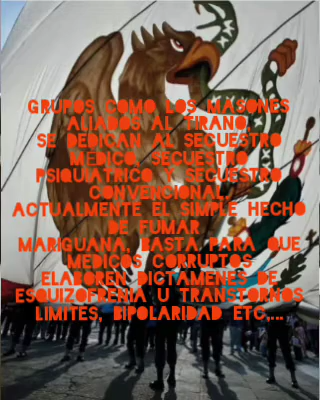 GRUPOS COMO LOS MASONES
ALIADOS AL TIRANO,
SE DEDICAN AL SECUESTRO
MEDICO, SECUESTRO
PSIQUIATRICO Y SECUESTRO
CONVENCIONAL,
ACTUALMENTE EL SIMPLE HECHO
DE FUMAR
MARIGUANA, BASTA PARA QUE
MEDICOS CORRUPTOS
ELABOREN DICTAMENES DE
ESQUIZOFRENIA U TRANSTORNOS
LIMITES, BIPOLARIDAD ETC,...